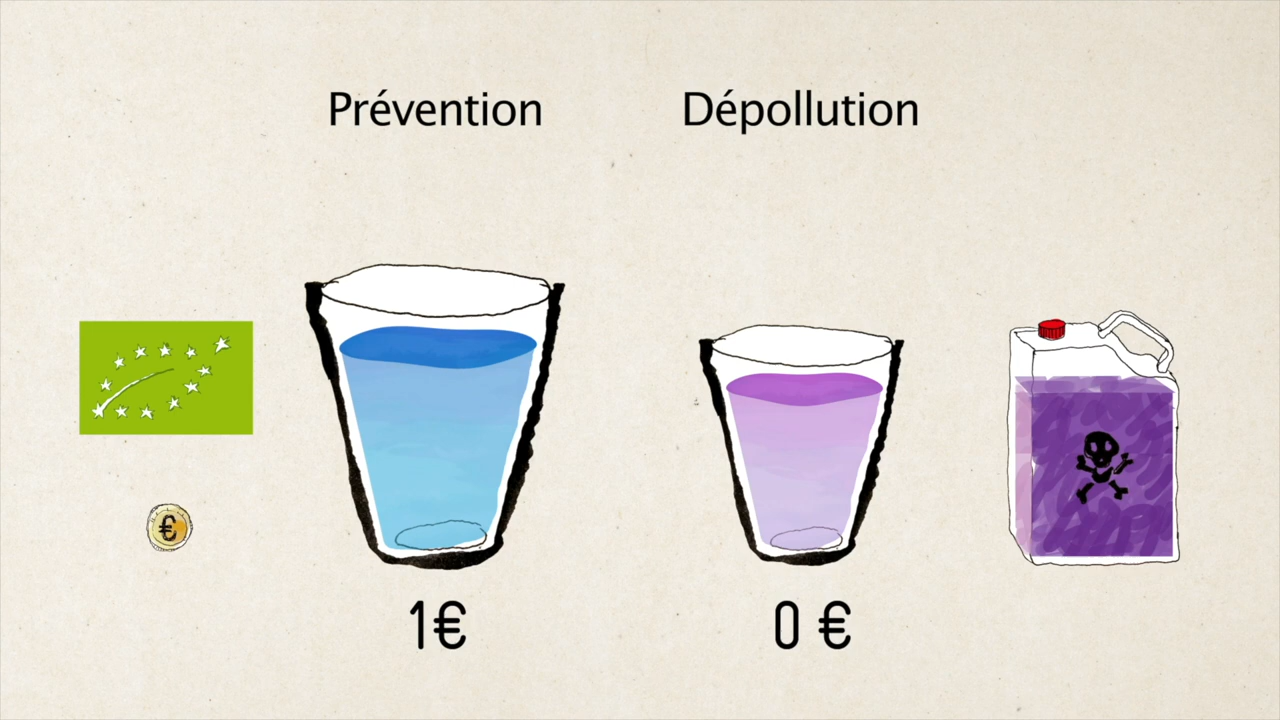 Prévention
Dépollution
€
1€
0 €